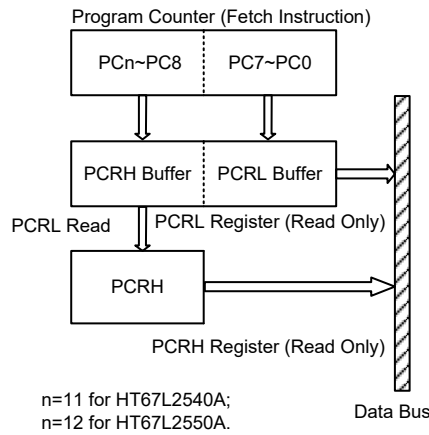 Program Counter (Fetch Instruction)
PCn~PC8 PC7~PC0
PCRH Buffer PCRL Buffer
PCRL Read PCRL Register (Read Only)
PCRH
PCRH Register (Read Only)
n=11 for HT67L2540A;
n=12 for HT67L2550A.
Data Bus